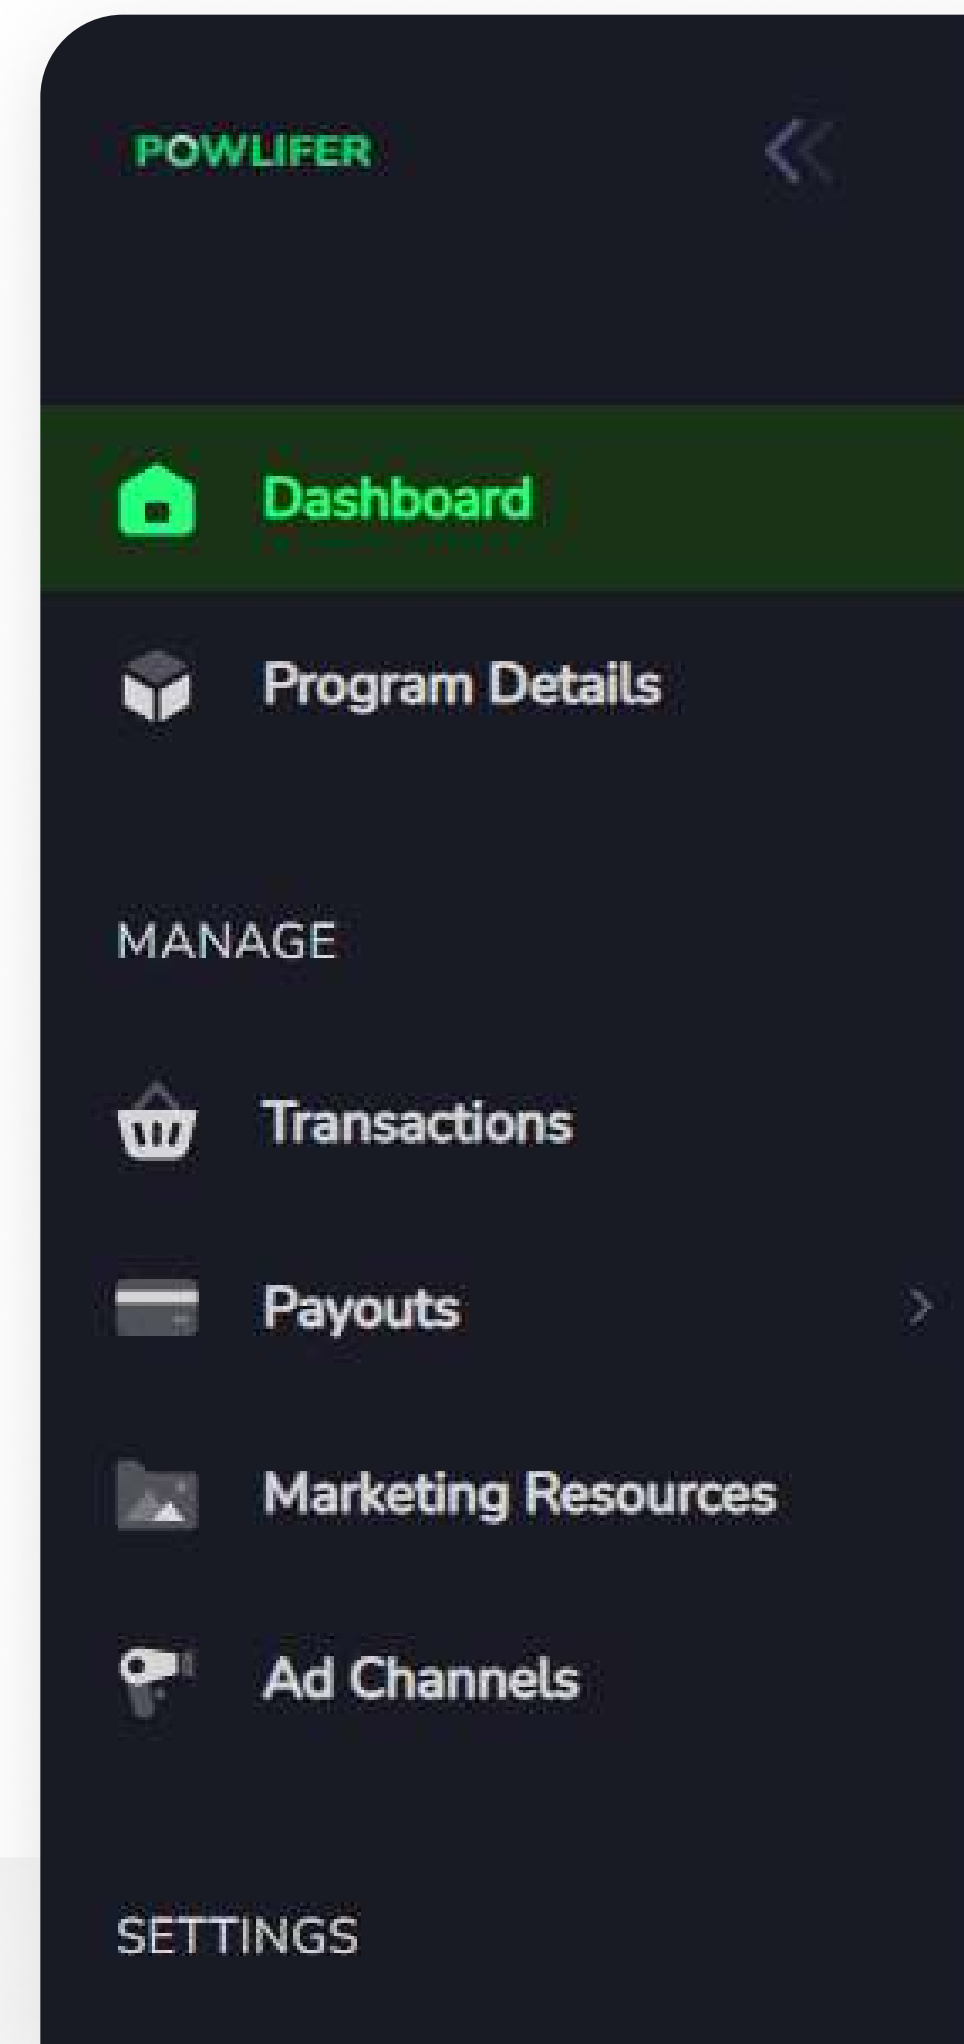 POWLIFER
Dashboard
Program Details
MANAGE
Transactions
Payouts
Marketing Resources
Ad Channels
SETTINGS